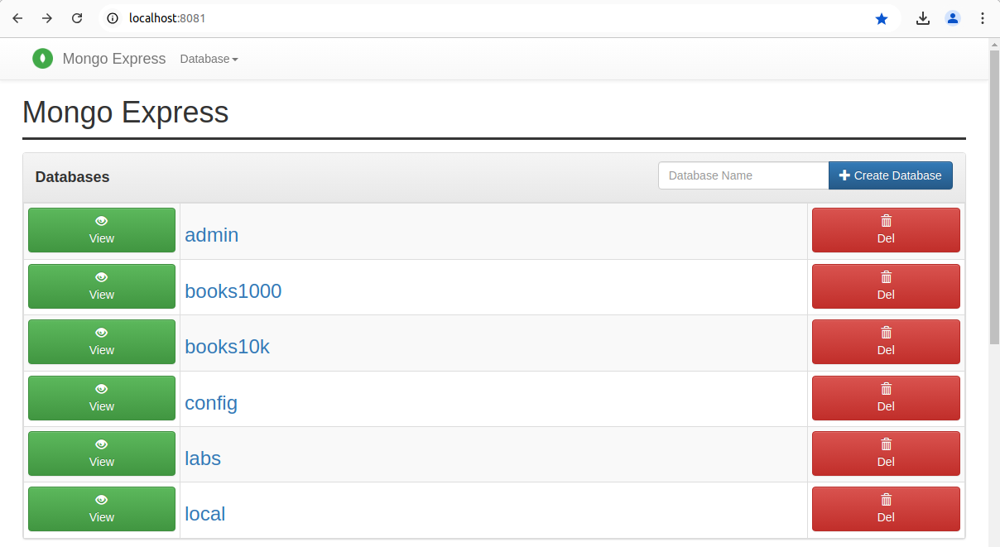 localhost:8081
Mongo Express Database
Mongo Express
Databases Database Name Create Database
View admin Del
View books1000 Del
View books10k Del
View config Del
View labs Del
View local Del